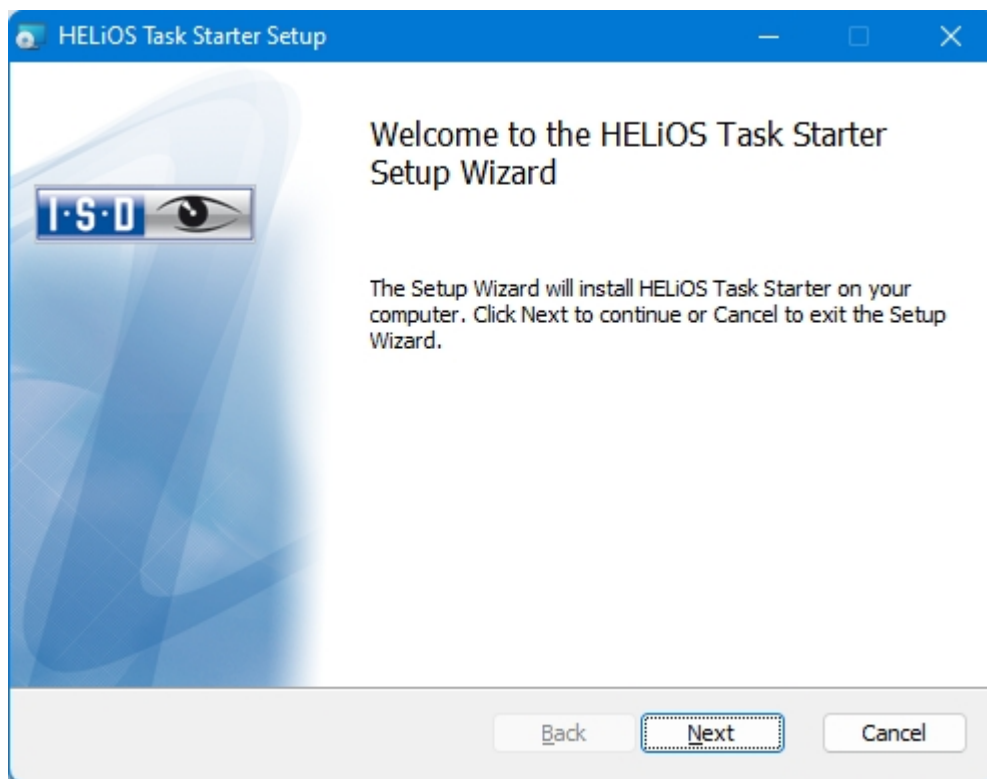 HELiOS Task Starter Setup
Welcome to the HELiOS Task Starter
Setup Wizard
I·S·D
The Setup Wizard will install HELiOS Task Starter on your
computer. Click Next to continue or Cancel to exit the Setup
Wizard.
Back
Next
Cancel